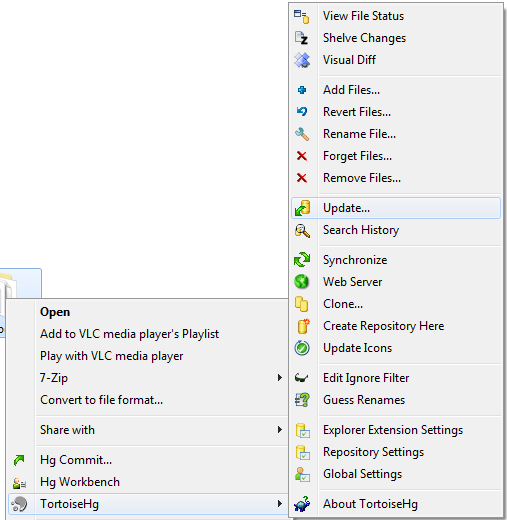 View File Status
Shelve Changes
Visual Diff
Add Files...
Revert Files...
Rename File...
Forget Files...
Remove Files...
Update...
Search History
Synchronize
Web Server
Clone...
Create Repository Here
Update Icons
Edit Ignore Filter
Guess Renames
Explorer Extension Settings
Repository Settings
Global Settings
About TortoiseHg
Open
Add to VLC media player's Playlist
Play with VLC media player
7-Zip
Convert to file format...
Share with
Hg Commit...
Hg Workbench
TortoiseHg